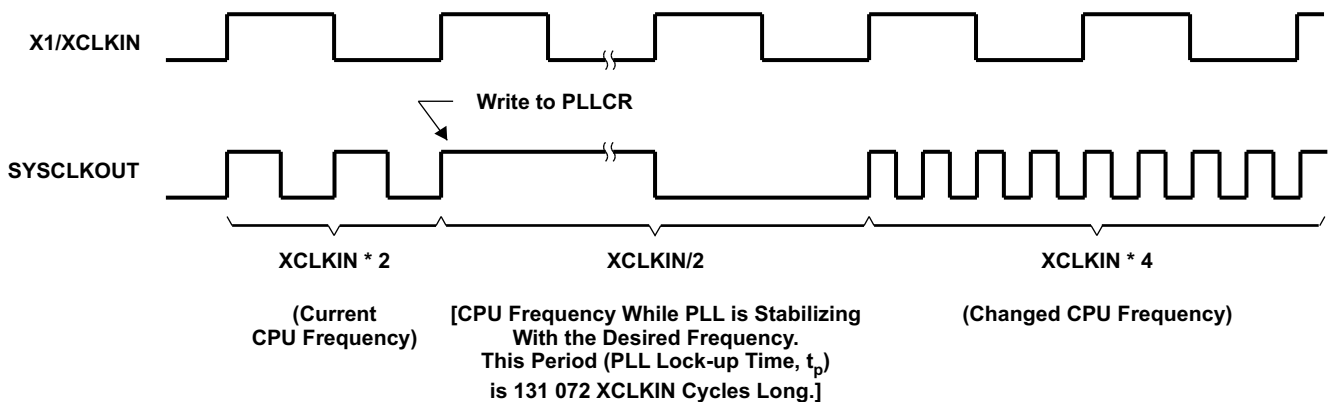 X1/XCLKIN
Write to PLLCR
SYSCLKOUT
XCLKIN * 2
XCLKIN/2
XCLKIN * 4
(Current
CPU Frequency)
[CPU Frequency While PLL is Stabilizing
With the Desired Frequency.
This Period (PLL Lock-up Time, tp)
is 131 072 XCLKIN Cycles Long.]
(Changed CPU Frequency)